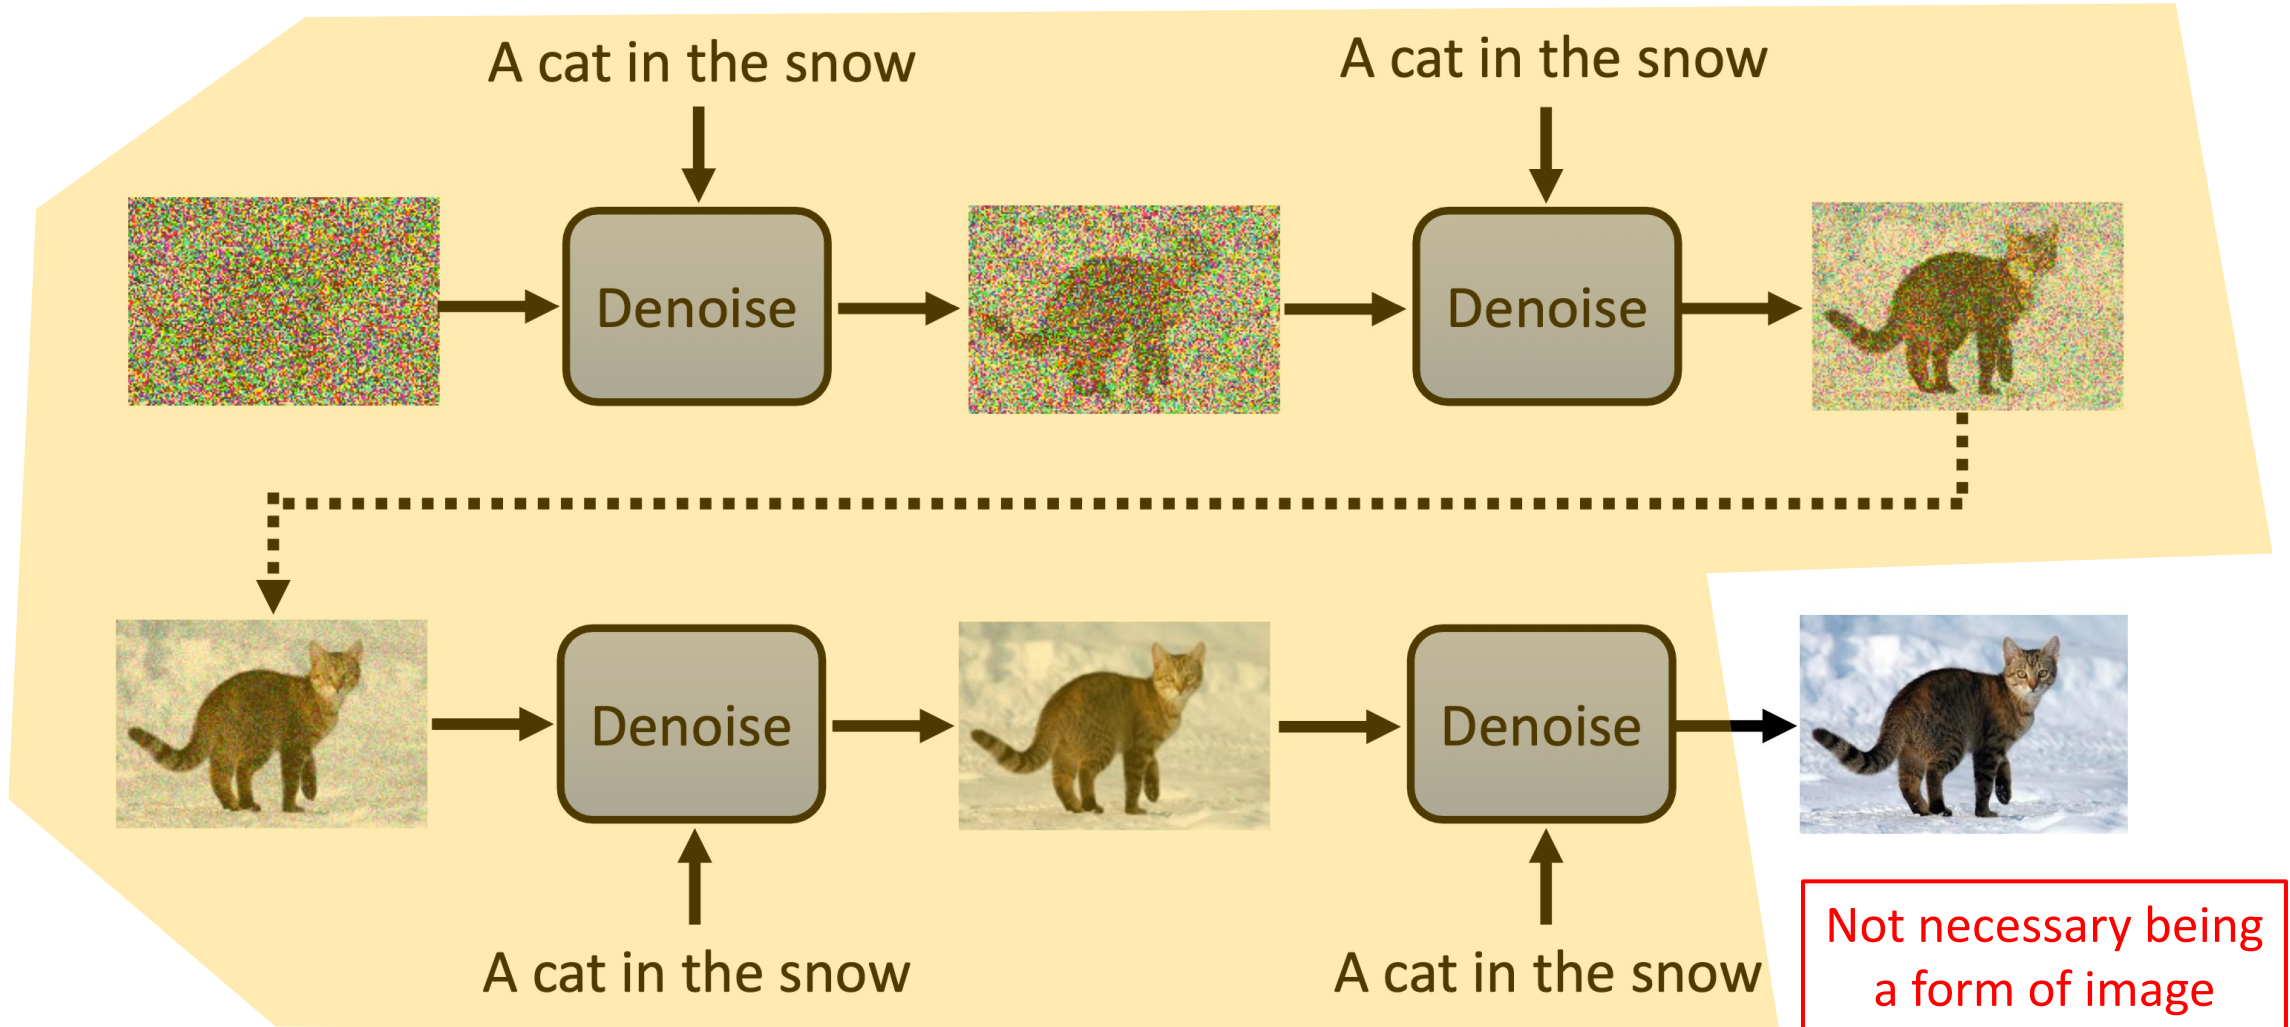 A cat in the snow
A cat in the snow
Denoise
Denoise
Denoise
Denoise
A cat in the snow
A cat in the snow
Not necessary being
a form of image